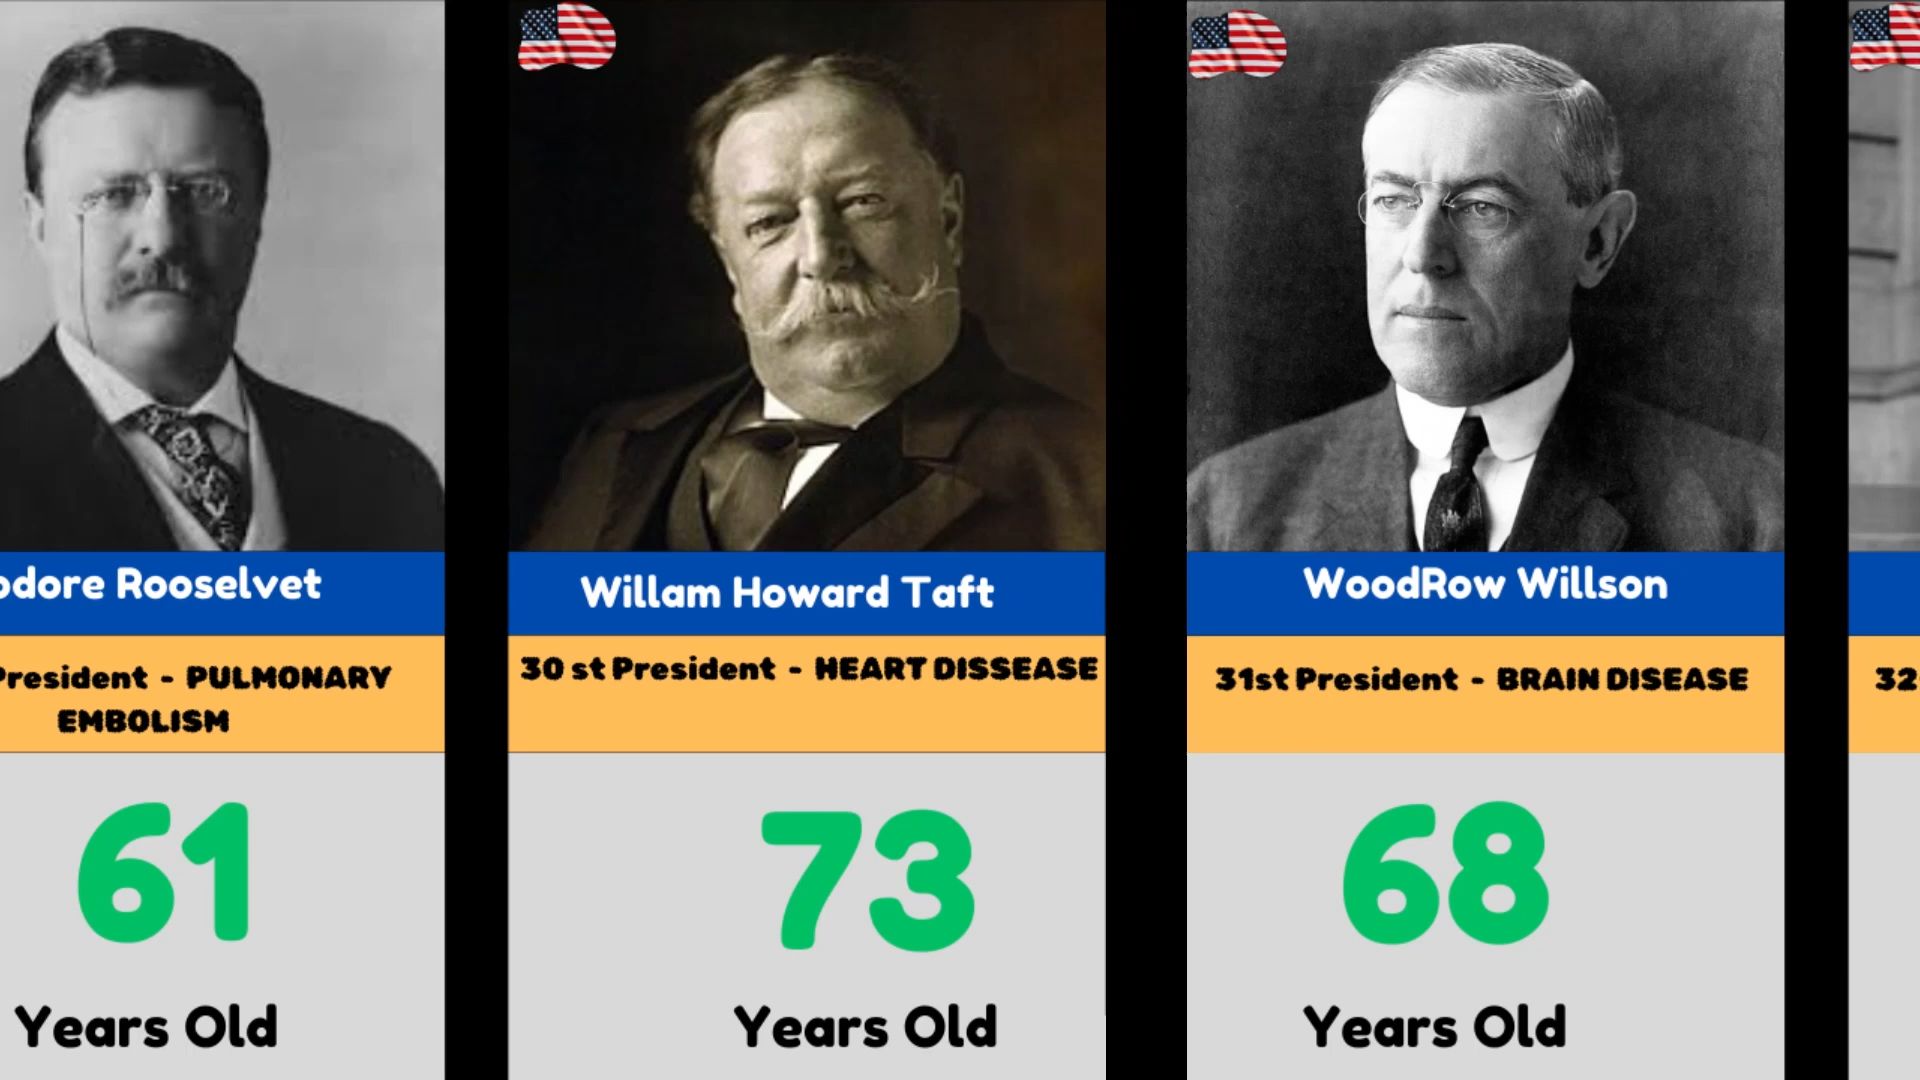 odore Rooselvet
President - PULMONARY
EMBOLISM
61
Years Old
Willam Howard Taft
30 st President - HEART DISSEASE
73
Years Old
WoodRow Willson
31st President - BRAIN DISEASE
68
Years Old
32